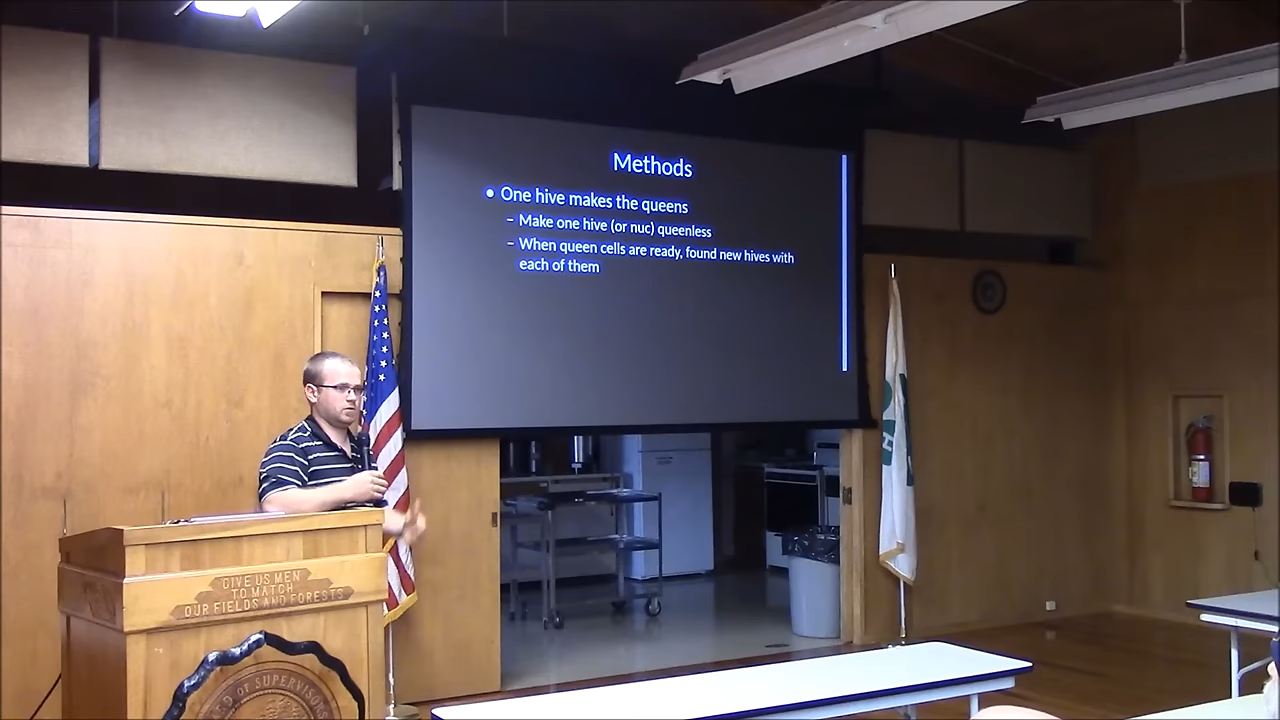 Methods
• One hive makes the queens
– Make one hive (or nuc) queenless
– When queen cells are ready, found new hives with
each of them
GIVE US MEN
TO MATCH
OUR FIELDS AND FORESTS
OF SUPERVISORS